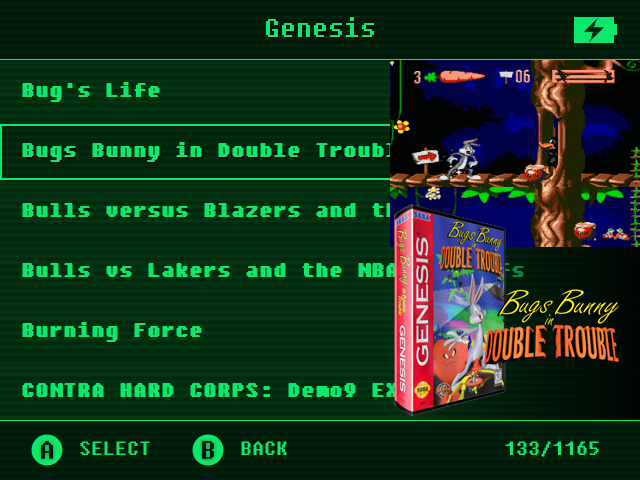 Genesis
Bug's Life
Bugs Bunny in Double Troubl
Bulls versus Blazers and th
Bulls vs Lakers and the NBA
Burning Force
CONTRA HARD CORPS: Demo9 EX
3
06
SEGA
Bugs Bunny
in
DOUBLE TROUBLE
GENESIS
GENESIS
Bugs Bunny
in
DOUBLE TROUBLE
A SELECT B BACK 133/1165